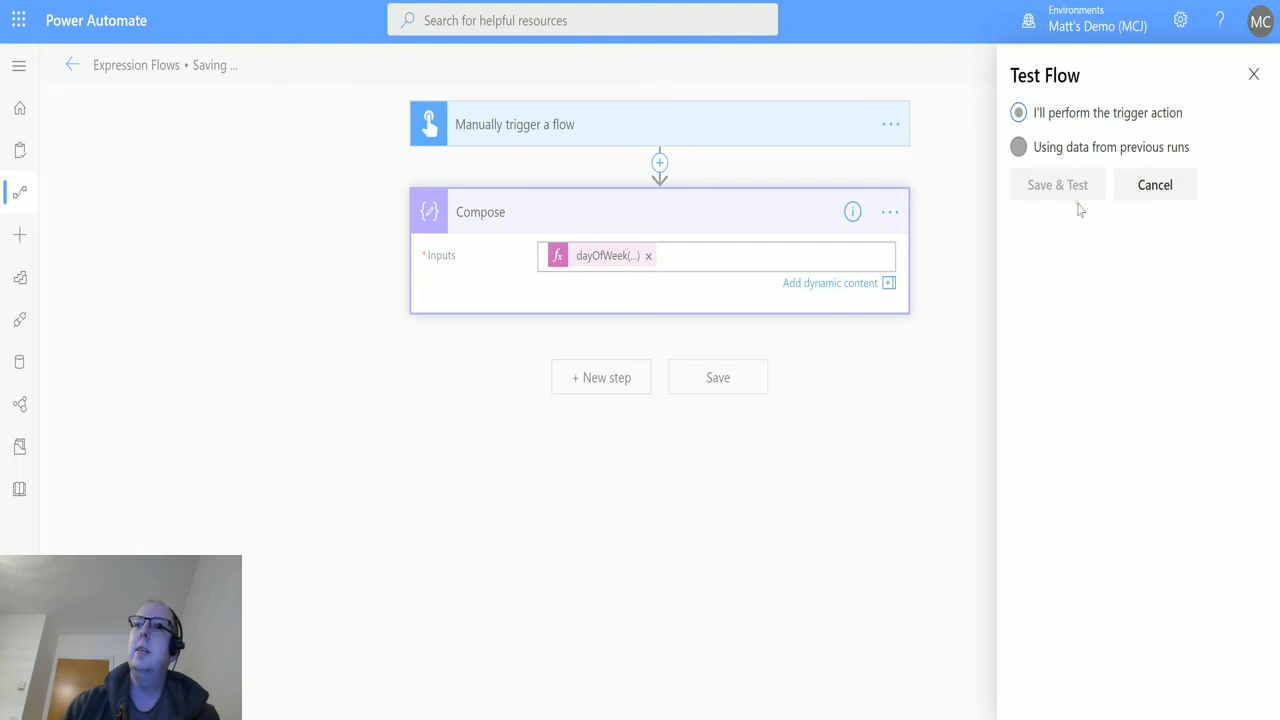 Power Automate
Search for helpful resources
Environments
Matt's Demo (MCJ)
?
MC
Expression Flows • Saving ...
Test Flow
I'll perform the trigger action
Using data from previous runs
Save & Test
Cancel
Manually trigger a flow
...
Compose
...
* Inputs
fx dayOfWeek(...) ×
Add dynamic content
+ New step
Save